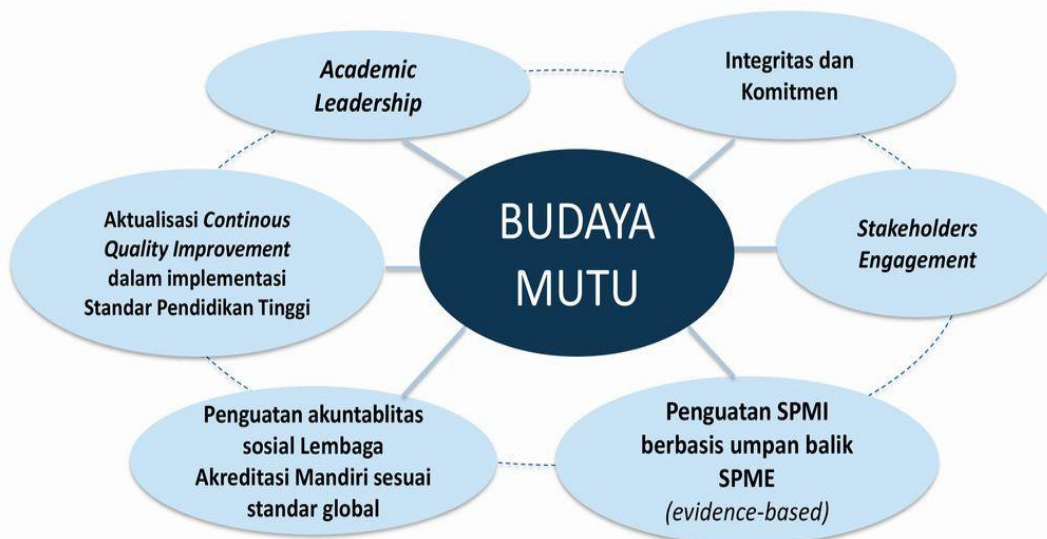 Academic
Leadership
Integritas dan
Komitmen
BUDAYA
MUTU
Stakeholders
Engagement
Aktualisasi Continous
Quality Improvement
dalam implementasi
Standar Pendidikan Tinggi
Penguatan akuntablitas
sosial Lembaga
Akreditasi Mandiri sesuai
standar global
Penguatan SPMI
berbasis umpan balik
SPME
(evidence-based)